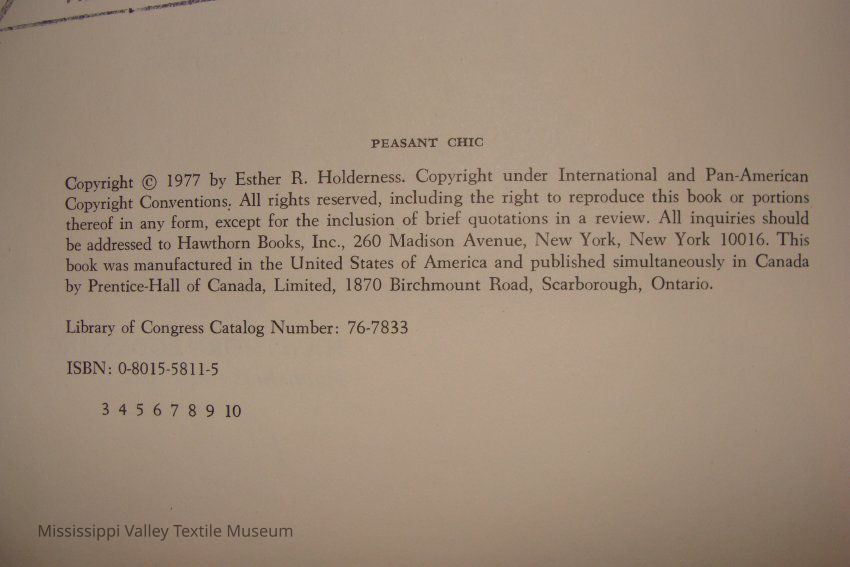 PEASANT CHIC
Copyright © 1977 by Esther R. Holderness. Copyright under International and Pan-American
Copyright Conventions. All rights reserved, including the right to reproduce this book or portions
thereof in any form, except for the inclusion of brief quotations in a review. All inquiries should
be addressed to Hawthorn Books, Inc., 260 Madison Avenue, New York, New York 10016. This
book was manufactured in the United States of America and published simultaneously in Canada
by Prentice-Hall of Canada, Limited, 1870 Birchmount Road, Scarborough, Ontario.
Library of Congress Catalog Number: 76-7833
ISBN: 0-8015-5811-5
3 4 5 6 7 8 9 10
Mississippi Valley Textile Museum